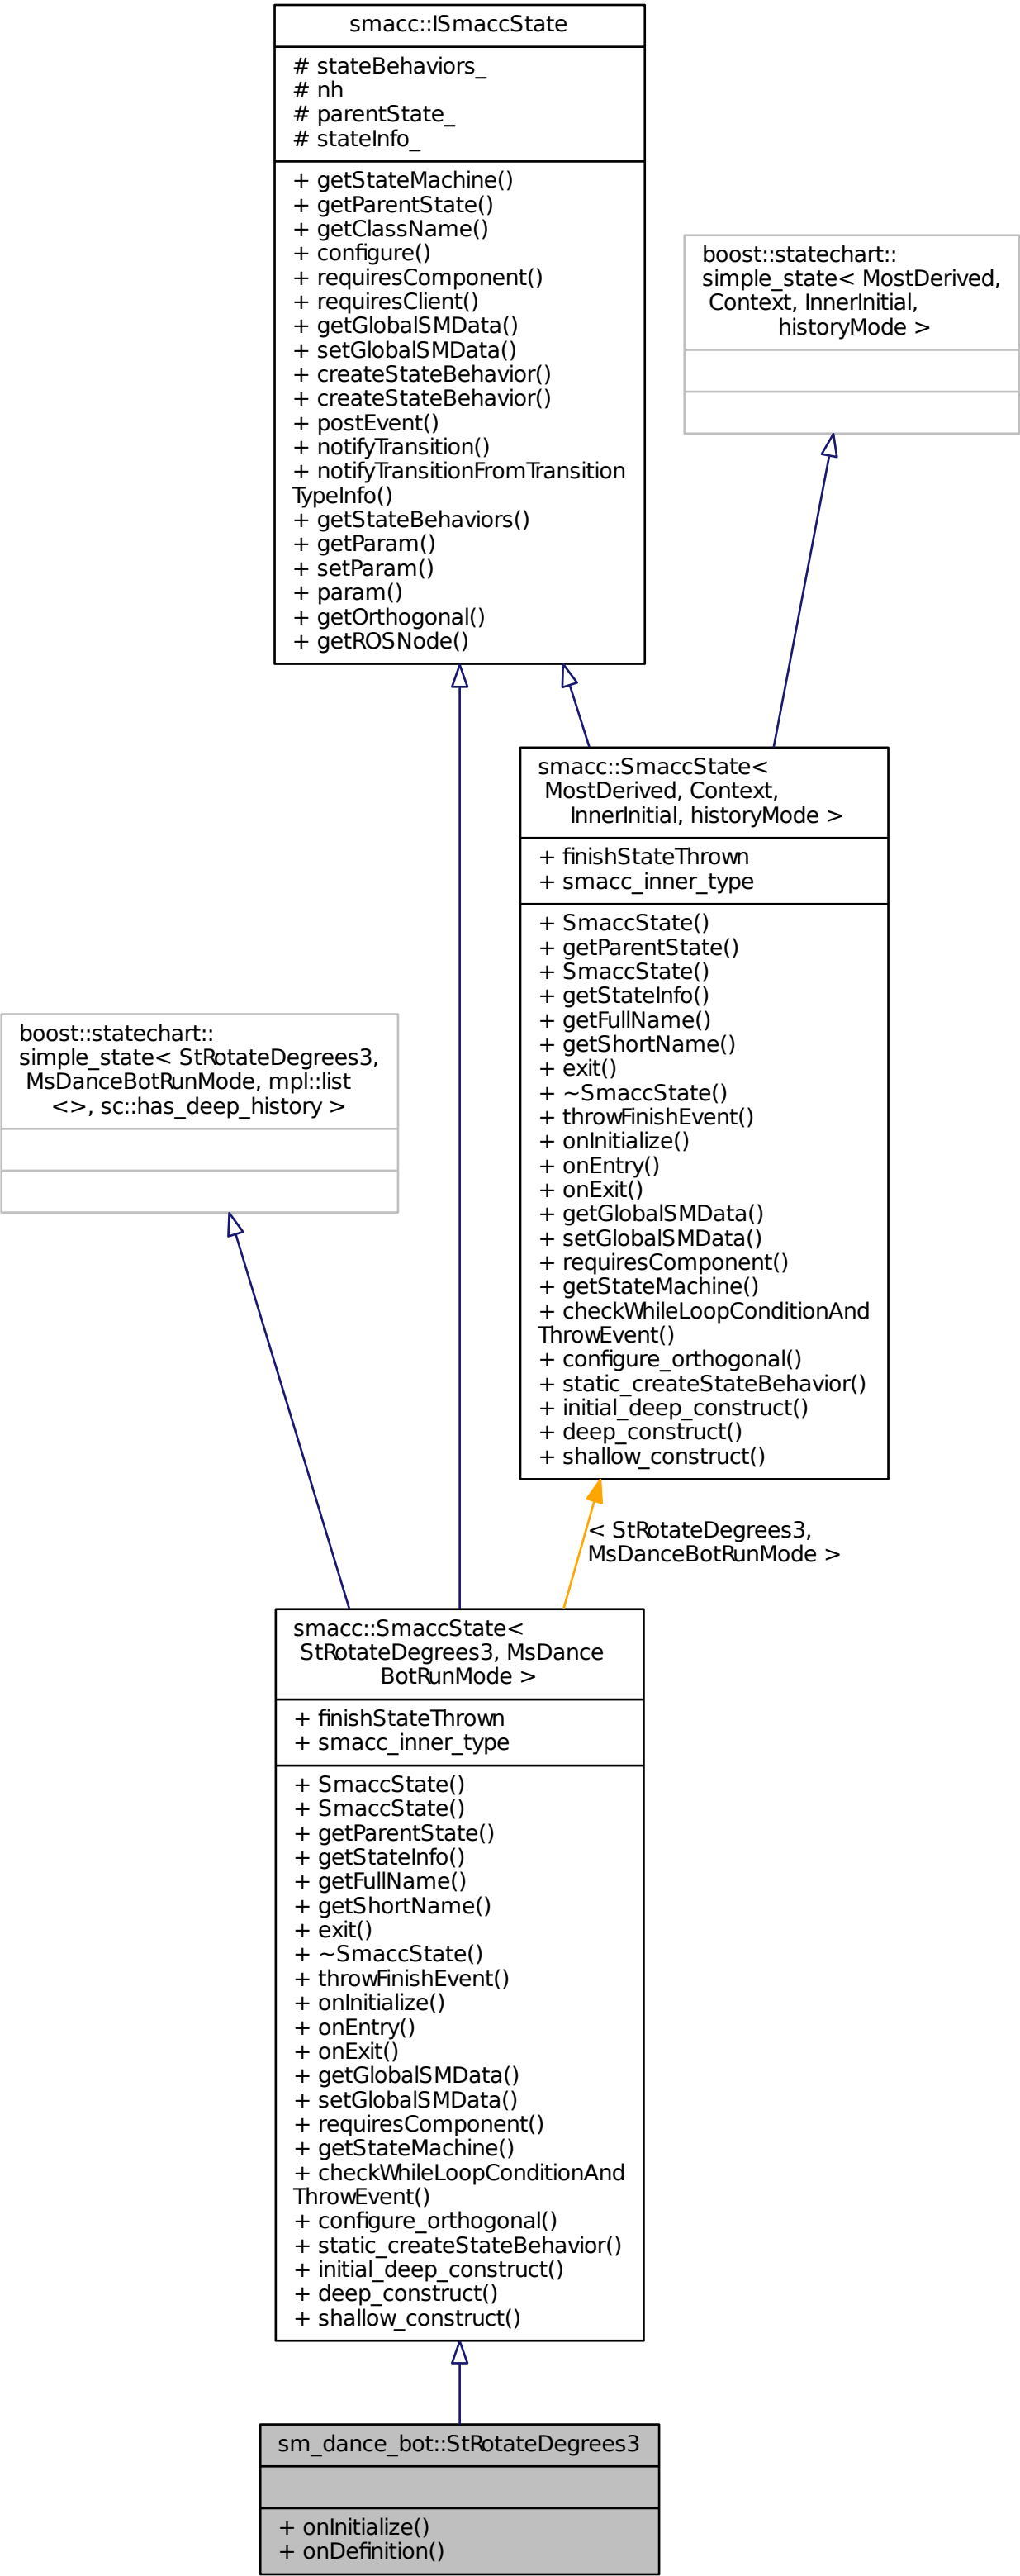 smacc::ISmaccState
# stateBehaviors_
# nh
# parentState_
# stateInfo_
+ getStateMachine()
+ getParentState()
+ getClassName()
+ configure()
+ requiresComponent()
+ requiresClient()
+ getGlobalSMData()
+ setGlobalSMData()
+ createStateBehavior()
+ createStateBehavior()
+ postEvent()
+ notifyTransition()
+ notifyTransitionFromTransition
TypeInfo()
+ getStateBehaviors()
+ getParam()
+ setParam()
+ param()
+ getOrthogonal()
+ getROSNode()
boost::statechart::
simple_state< MostDerived,
Context, InnerInitial,
historyMode >
smacc::SmaccState<
MostDerived, Context,
InnerInitial, historyMode >
+ finishStateThrown
+ smacc_inner_type
+ SmaccState()
+ getParentState()
+ SmaccState()
+ getStateInfo()
+ getFullName()
+ getShortName()
+ exit()
+ ~SmaccState()
+ throwFinishEvent()
+ onInitialize()
+ onEntry()
+ onExit()
+ getGlobalSMData()
+ setGlobalSMData()
+ requiresComponent()
+ getStateMachine()
+ checkWhileLoopConditionAnd
ThrowEvent()
+ configure_orthogonal()
+ static_createStateBehavior()
+ initial_deep_construct()
+ deep_construct()
+ shallow_construct()
boost::statechart::
simple_state< StRotateDegrees3,
MsDanceBotRunMode, mpl::list
<>, sc::has_deep_history >
< StRotateDegrees3,
MsDanceBotRunMode >
smacc::SmaccState<
StRotateDegrees3, MsDance
BotRunMode >
+ finishStateThrown
+ smacc_inner_type
+ SmaccState()
+ SmaccState()
+ getParentState()
+ getStateInfo()
+ getFullName()
+ getShortName()
+ exit()
+ ~SmaccState()
+ throwFinishEvent()
+ onInitialize()
+ onEntry()
+ onExit()
+ getGlobalSMData()
+ setGlobalSMData()
+ requiresComponent()
+ getStateMachine()
+ checkWhileLoopConditionAnd
ThrowEvent()
+ configure_orthogonal()
+ static_createStateBehavior()
+ initial_deep_construct()
+ deep_construct()
+ shallow_construct()
sm_dance_bot::StRotateDegrees3
+ onInitialize()
+ onDefinition()